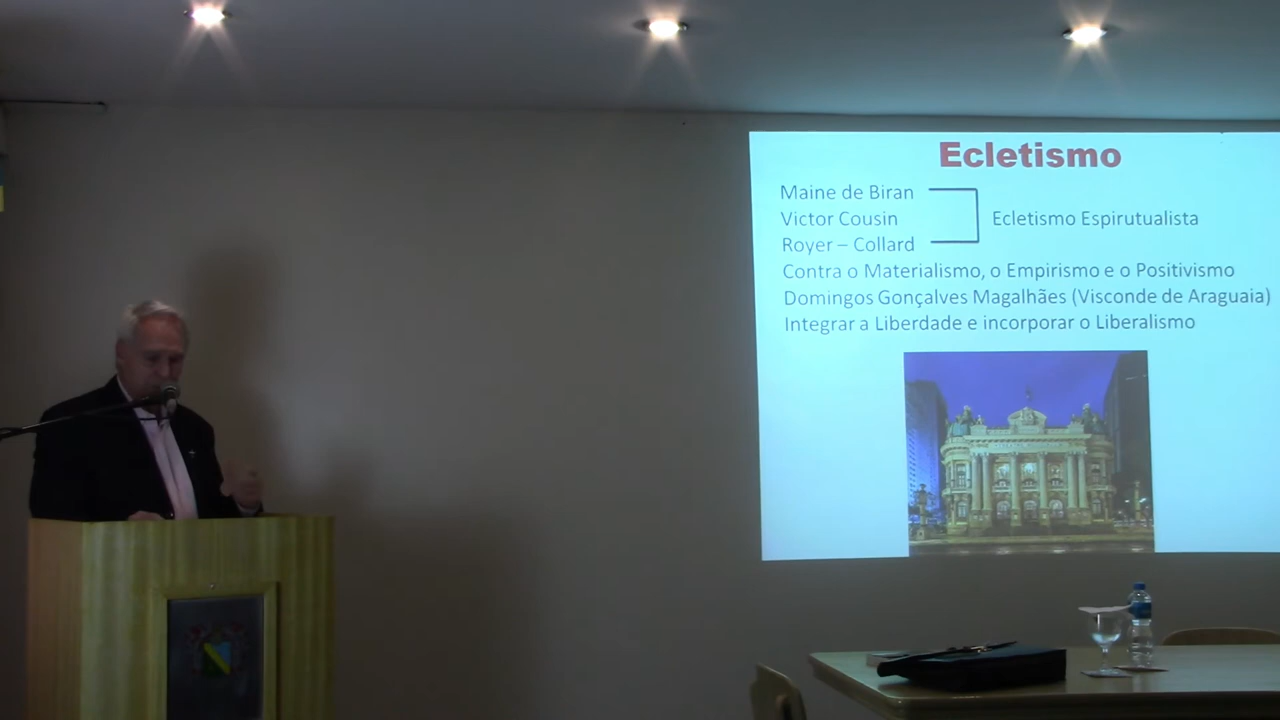 Ecletismo
Maine de Biran
Victor Cousin
Ecletismo Espirutualista
Royer – Collard
Contra o Materialismo, o Empirismo e o Positivismo
Domingos Gonçalves Magalhães (Visconde de Araguaia)
Integrar a Liberdade e incorporar o Liberalismo